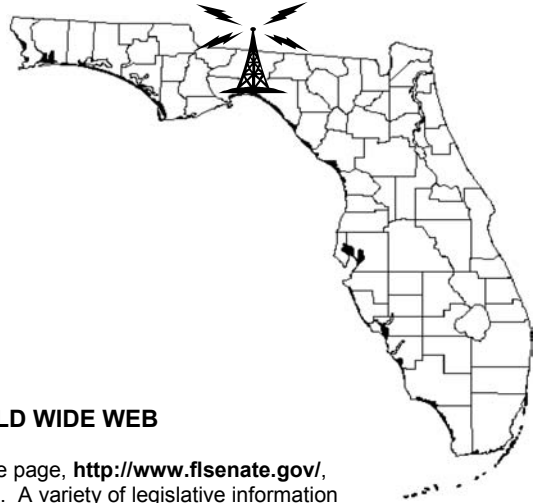 LD WIDE WEB
e page, http://www.flsenate.gov/,
. A variety of legislative information